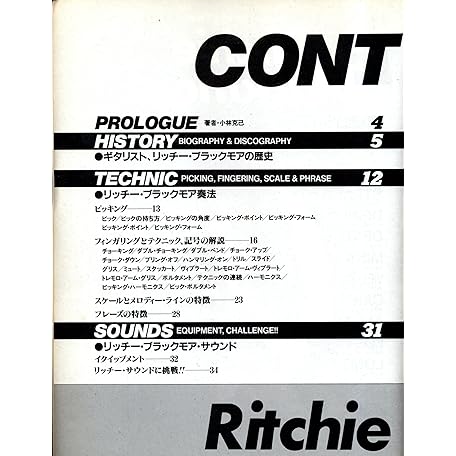 CONT
PROLOGUE 著者・小林克己 4
HISTORY BIOGRAPHY & DISCOGRAPHY 5
●ギタリスト、リッチー・ブラックモアの歴史
TECHNIC PICKING, FINGERING, SCALE & PHRASE 12
●リッチー・ブラックモア奏法
ピッキング――13
ピック／ピックの持ち方／ピッキングの角度／ピッキング・ポイント／ピッキング・フォーム
ピッキング・ポイント／ピッキング・フォーム
フィンガリングとテクニック、記号の解説――16
チョーキング／ダブル・チョーキング／ダブル・ベンド／チョーク・アップ／
チョーク・ダウン／プリング・オフ／ハンマリング・オン／トリル／スライド／
グリス／ミュート／スタッカート／ヴィブラート／トレモロ・アーム・ヴィブラート／
トレモロ・アーム・グリス／ポルタメント／テクニックの連続／ハーモニクス／
ピッキング・ハーモニクス／ピック・ポルタメント
スケールとメロディー・ラインの特徴――23
フレーズの特徴――28
SOUNDS EQUIPMENT, CHALLENGE!! 31
●リッチー・ブラックモア・サウンド
イクイップメント――32
リッチー・サウンドに挑戦!!――34
Ritchie